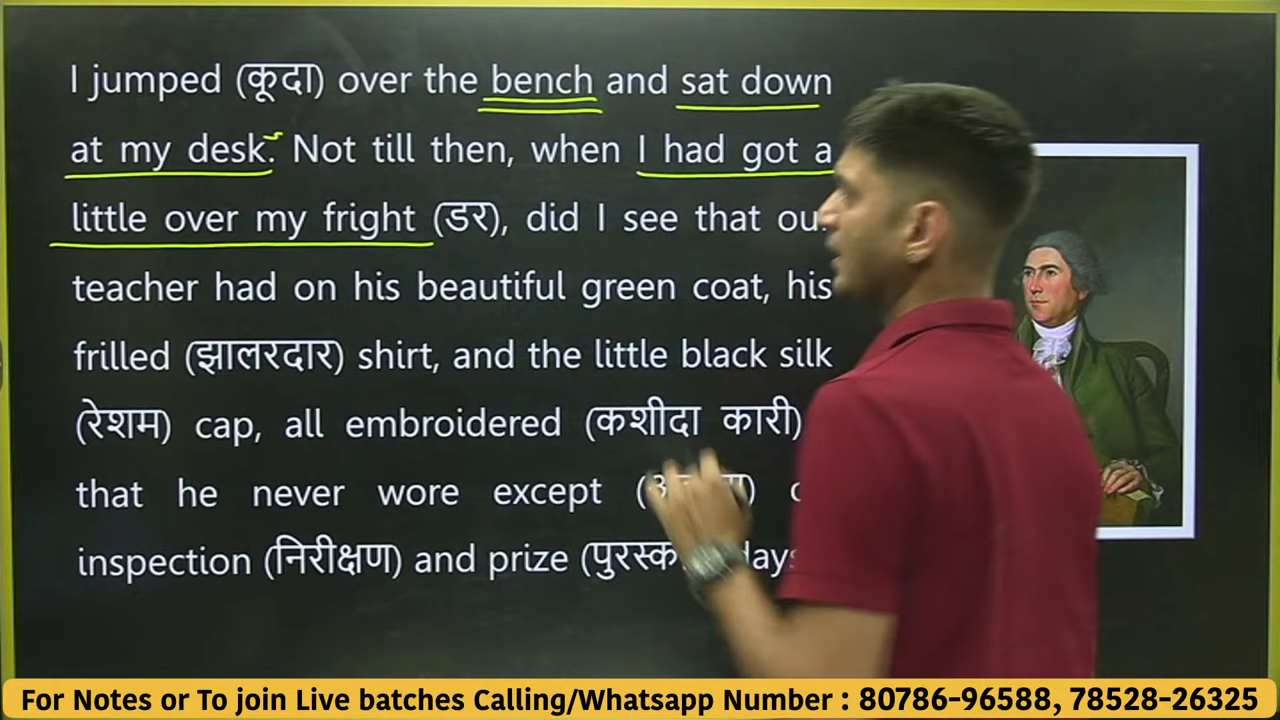 I jumped (कूदा) over the bench and sat down
at my desk. Not till then, when I had got a
little over my fright (डर), did I see that
teacher had on his beautiful green coat, his
frilled (झालरदार) shirt, and the little black silk
(रेशम) cap, all embroidered (कशीदा कारी)
that he never wore except
inspection (निरीक्षण) and prize
For Notes or To join Live batches Calling/Whatsapp Number : 80786-96588, 78528-26325